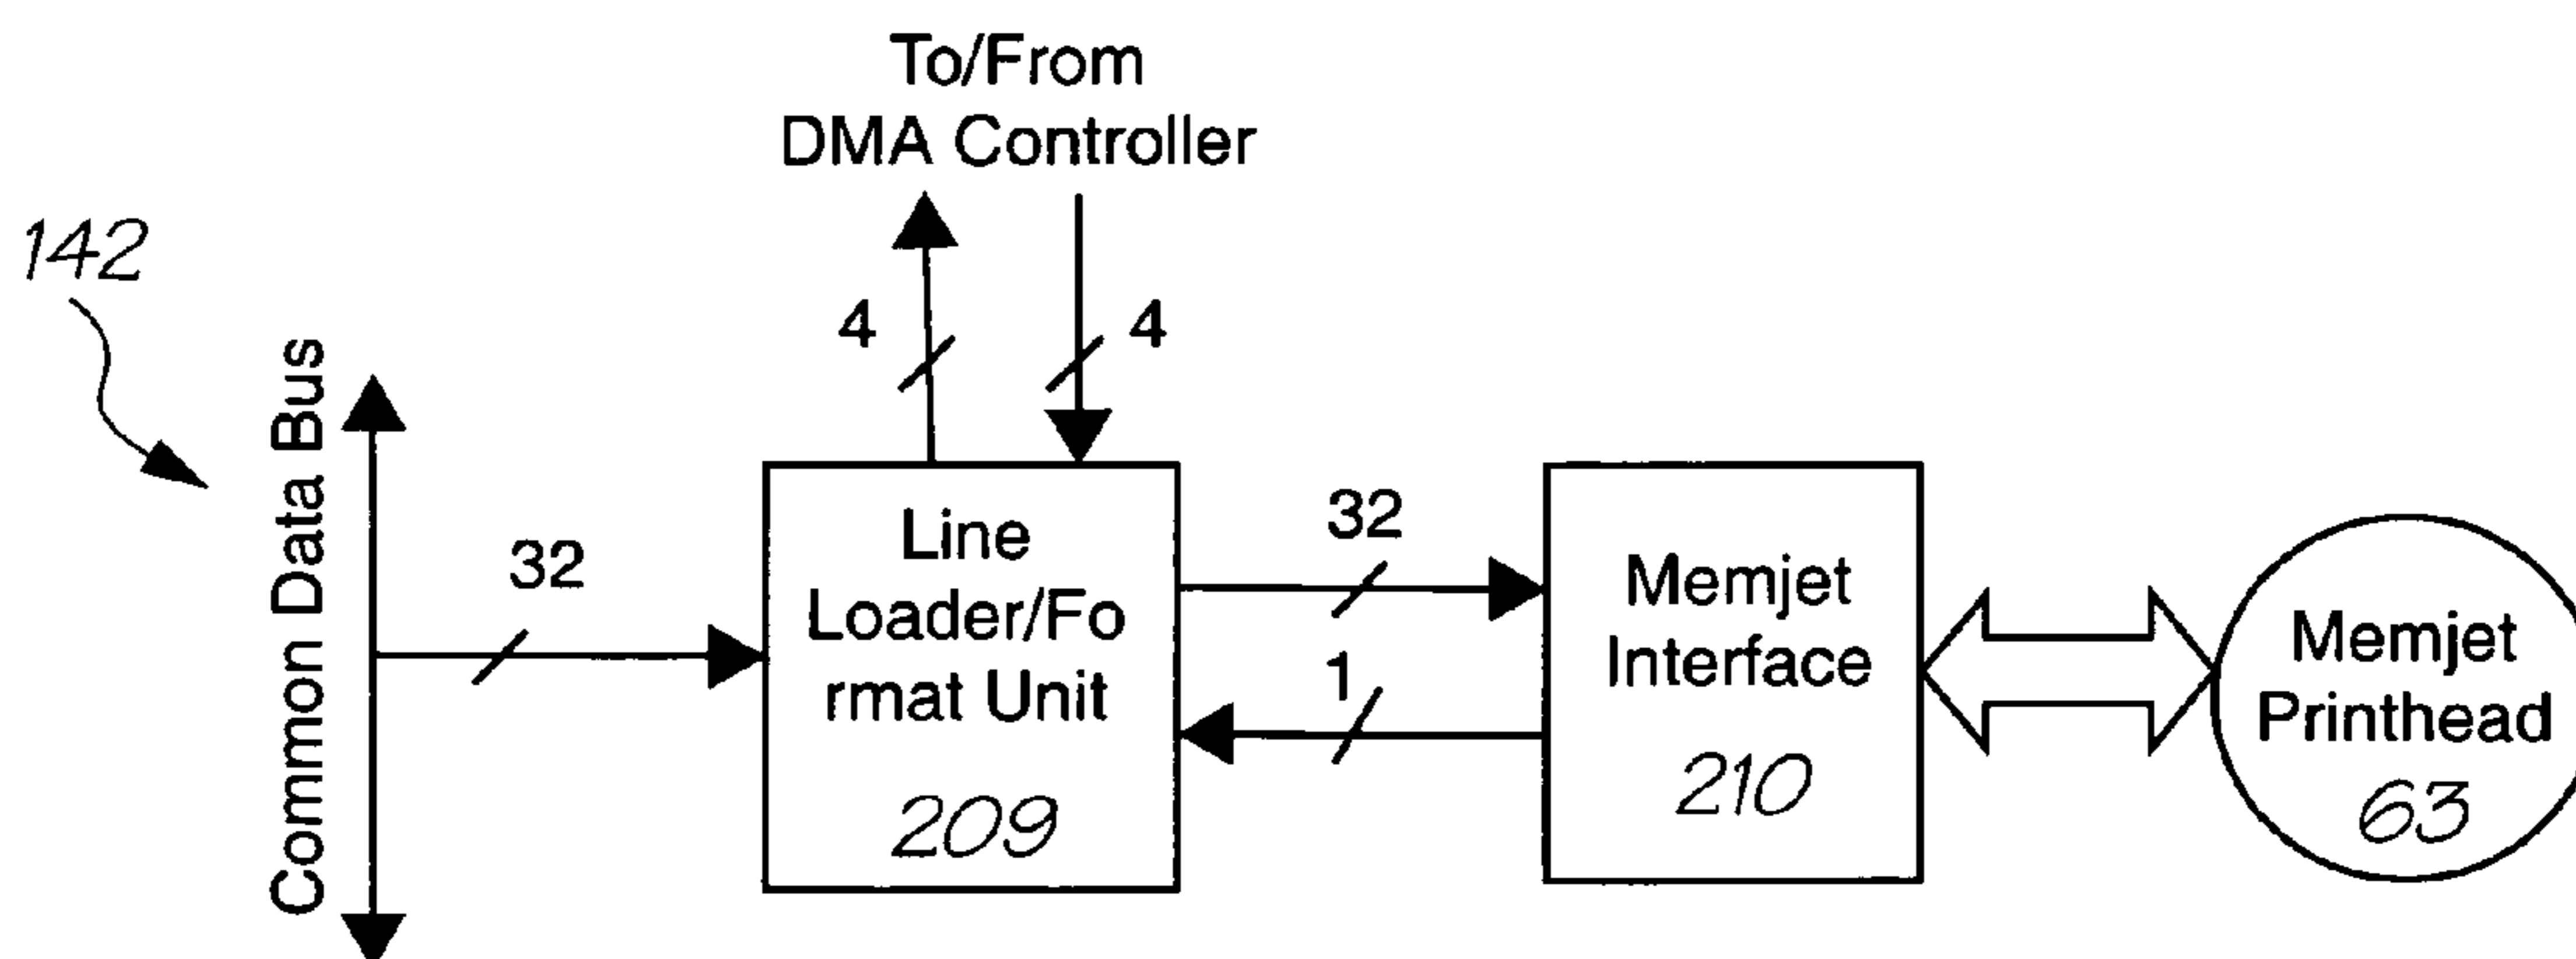 To/From
DMA Controller
142
4
4
Common Data Bus
32
Line
Loader/Fo
rmat Unit
209
32
1
Memjet
Interface
210
Memjet
Printhead
63